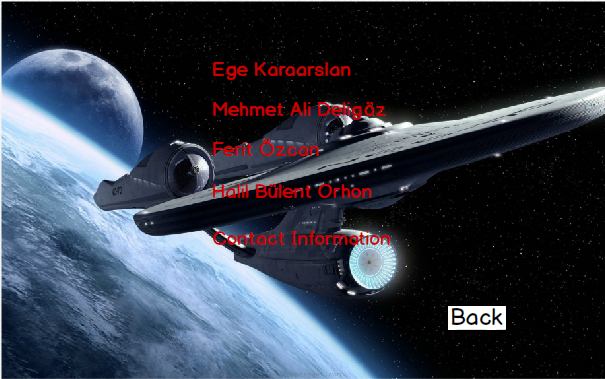 Ege Karaarslan
Mehmet Ali Deligöz
Ferit Özcan
Halil Bülent Orhon
Contact Information
Back